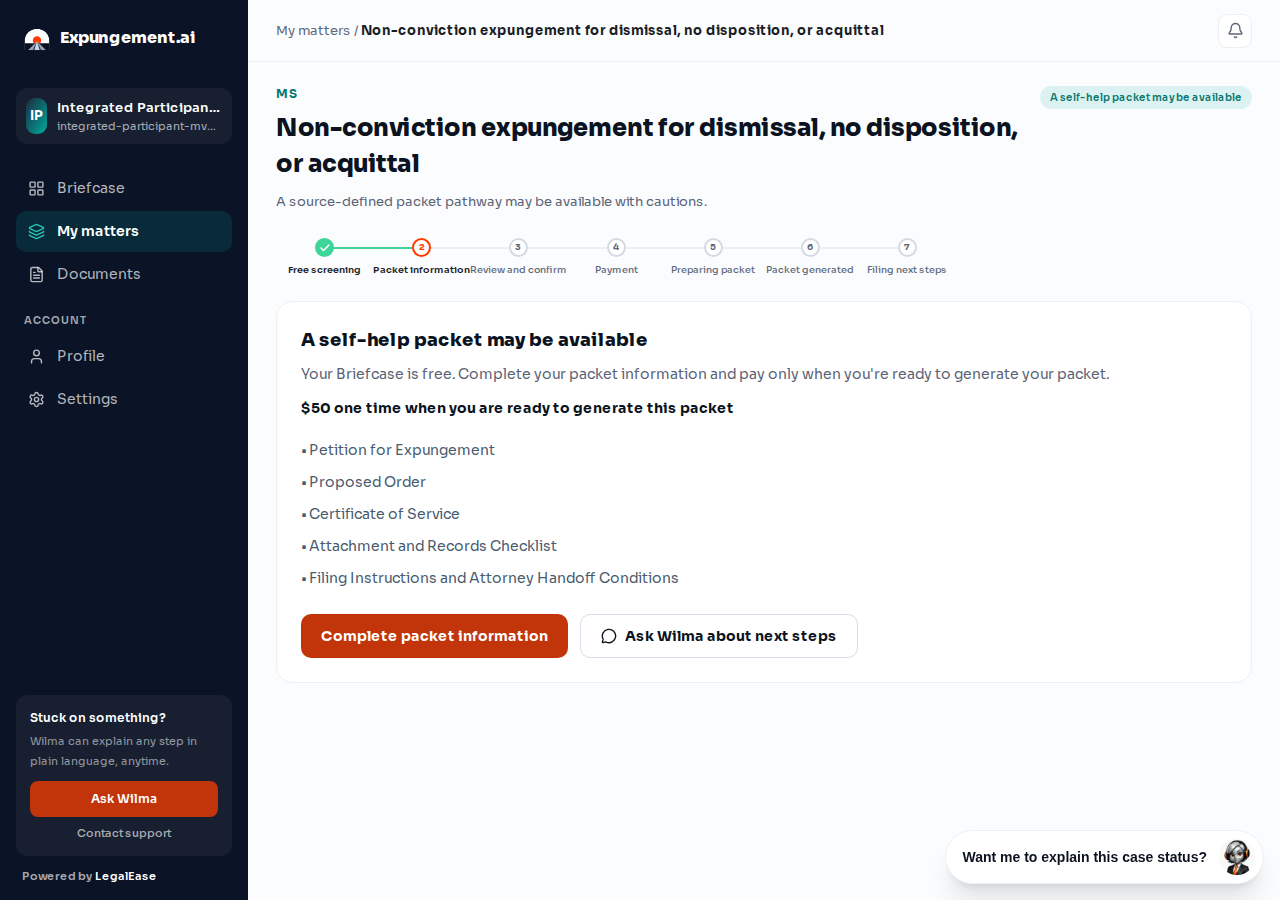 Expungement.ai
IP
Integrated Participan...
integrated-participant-mv...
Briefcase
My matters
Documents
ACCOUNT
Profile
Settings
Stuck on something?
Wilma can explain any step in
plain language, anytime.
Ask Wilma
Contact support
Powered by LegalEase
My matters / Non-conviction expungement for dismissal, no disposition, or acquittal
MS
A self-help packet may be available
Non-conviction expungement for dismissal, no disposition,
or acquittal
A source-defined packet pathway may be available with cautions.
2 3 4 5 6 7
Free screening Packet information Review and confirm Payment Preparing packet Packet generated Filing next steps
A self-help packet may be available
Your Briefcase is free. Complete your packet information and pay only when you're ready to generate your packet.
$50 one time when you are ready to generate this packet
▪ Petition for Expungement
▪ Proposed Order
▪ Certificate of Service
▪ Attachment and Records Checklist
▪ Filing Instructions and Attorney Handoff Conditions
Complete packet information
Ask Wilma about next steps
Want me to explain this case status?